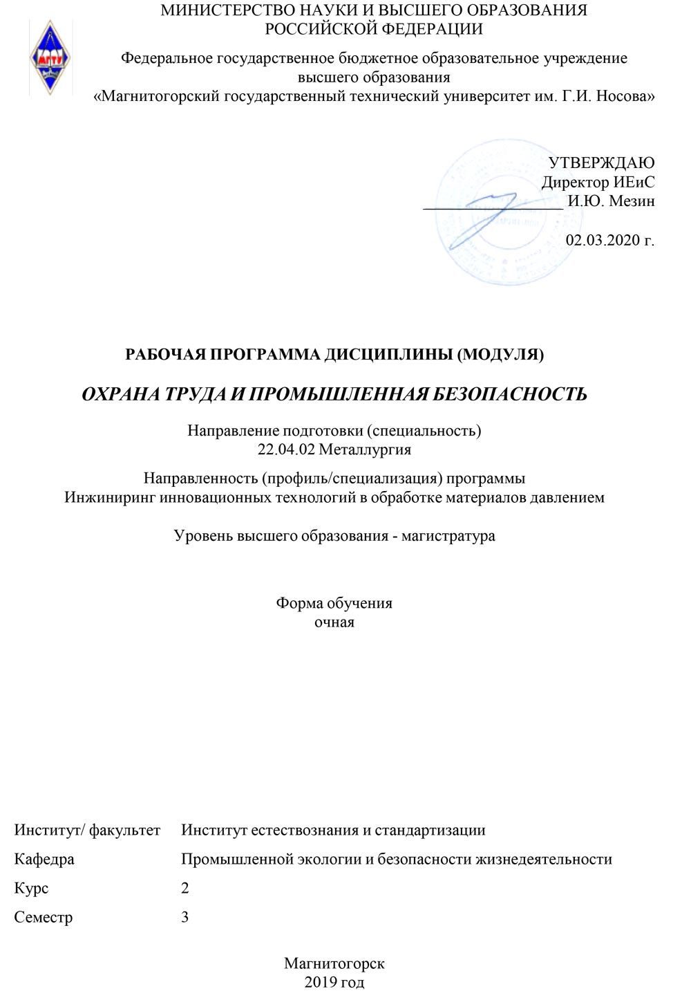 МИНИСТЕРСТВО НАУКИ И ВЫСШЕГО ОБРАЗОВАНИЯ
РОССИЙСКОЙ ФЕДЕРАЦИИ
Федеральное государственное бюджетное образовательное учреждение
высшего образования
«Магнитогорский государственный технический университет им. Г.И. Носова»
МГТУ
УТВЕРЖДАЮ
Директор ИЕиС
И.Ю. Мезин
02.03.2020 г.
РАБОЧАЯ ПРОГРАММА ДИСЦИПЛИНЫ (МОДУЛЯ)
ОХРАНА ТРУДА И ПРОМЫШЛЕННАЯ БЕЗОПАСНОСТЬ
Направление подготовки (специальность)
22.04.02 Металлургия
Направленность (профиль/специализация) программы
Инжиниринг инновационных технологий в обработке материалов давлением
Уровень высшего образования - магистратура
Форма обучения
очная
Институт/ факультет Институт естествознания и стандартизации
Кафедра Промышленной экологии и безопасности жизнедеятельности
Курс 2
Семестр 3
Магнитогорск
2019 год